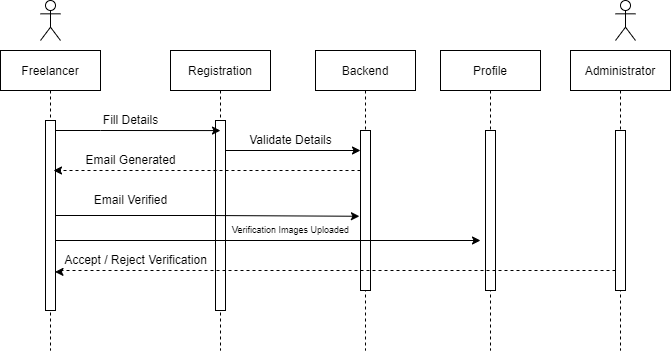 Freelancer
Registration
Backend
Profile
Administrator
Fill Details
Validate Details
Email Generated
Email Verified
Verification Images Uploaded
Accept / Reject Verification